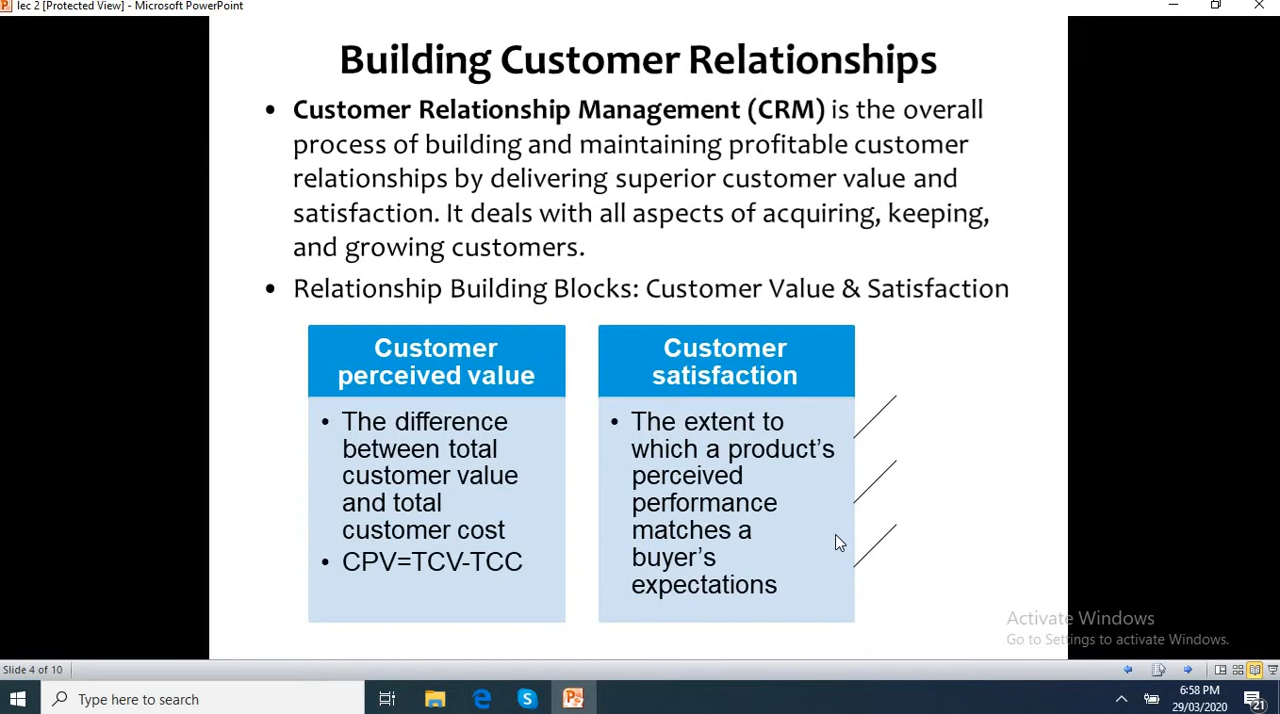 lec 2 [Protected View] - Microsoft PowerPoint
Building Customer Relationships
• Customer Relationship Management (CRM) is the overall
process of building and maintaining profitable customer
relationships by delivering superior customer value and
satisfaction. It deals with all aspects of acquiring, keeping,
and growing customers.
• Relationship Building Blocks: Customer Value & Satisfaction
Customer
perceived value
• The difference
between total
customer value
and total
customer cost
• CPV=TCV-TCC
Customer
satisfaction
• The extent to
which a product's
perceived
performance
matches a
buyer's
expectations
Activate Windows
Go to Settings to activate Windows.
Slide 4 of 10
Type here to search
6:58 PM
29/03/2020
21